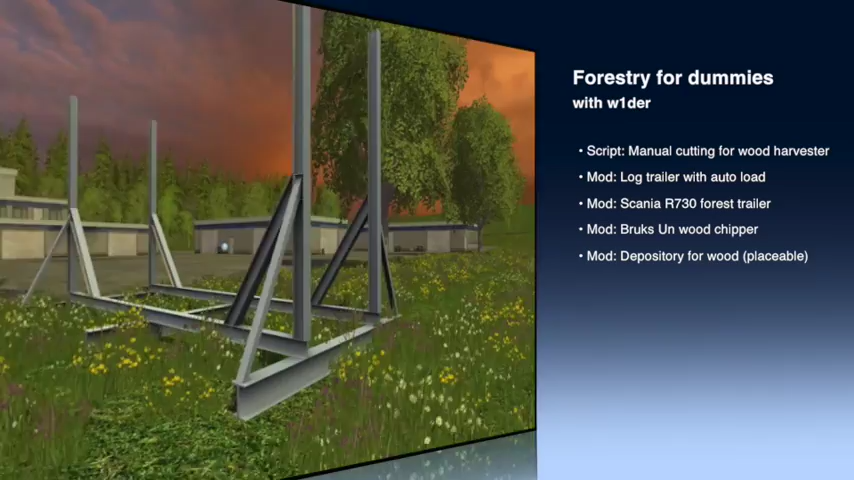 Forestry for dummies
with w1der
• Script: Manual cutting for wood harvester
• Mod: Log trailer with auto load
• Mod: Scania R730 forest trailer
• Mod: Bruks Un wood chipper
• Mod: Depository for wood (placeable)